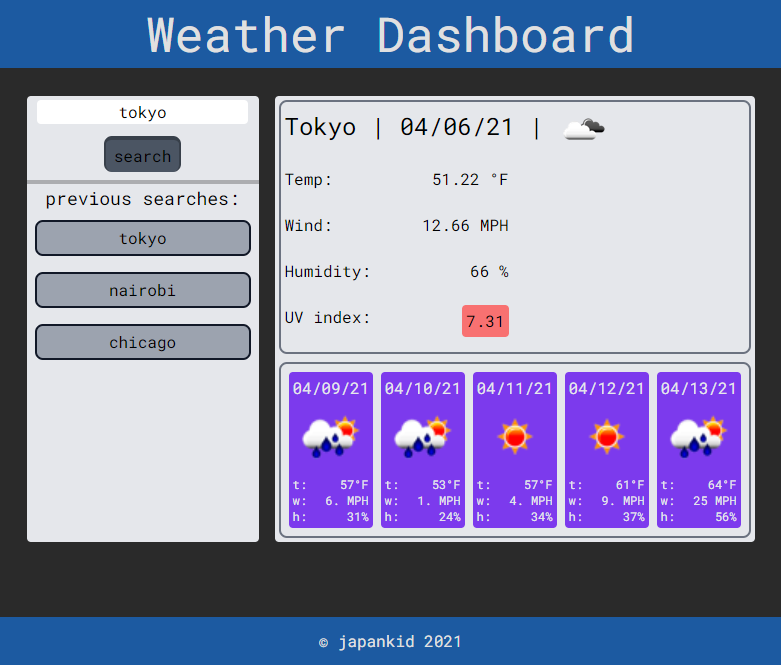 Weather Dashboard
tokyo
search
previous searches:
tokyo
nairobi
chicago
Tokyo | 04/06/21 |
Temp: 51.22 °F
Wind: 12.66 MPH
Humidity: 66 %
UV index: 7.31
04/09/21
t: 57°F
w: 6. MPH
h: 31%
04/10/21
t: 53°F
w: 1. MPH
h: 24%
04/11/21
t: 57°F
w: 4. MPH
h: 34%
04/12/21
t: 61°F
w: 9. MPH
h: 37%
04/13/21
t: 64°F
w: 25 MPH
h: 56%
© japankid 2021